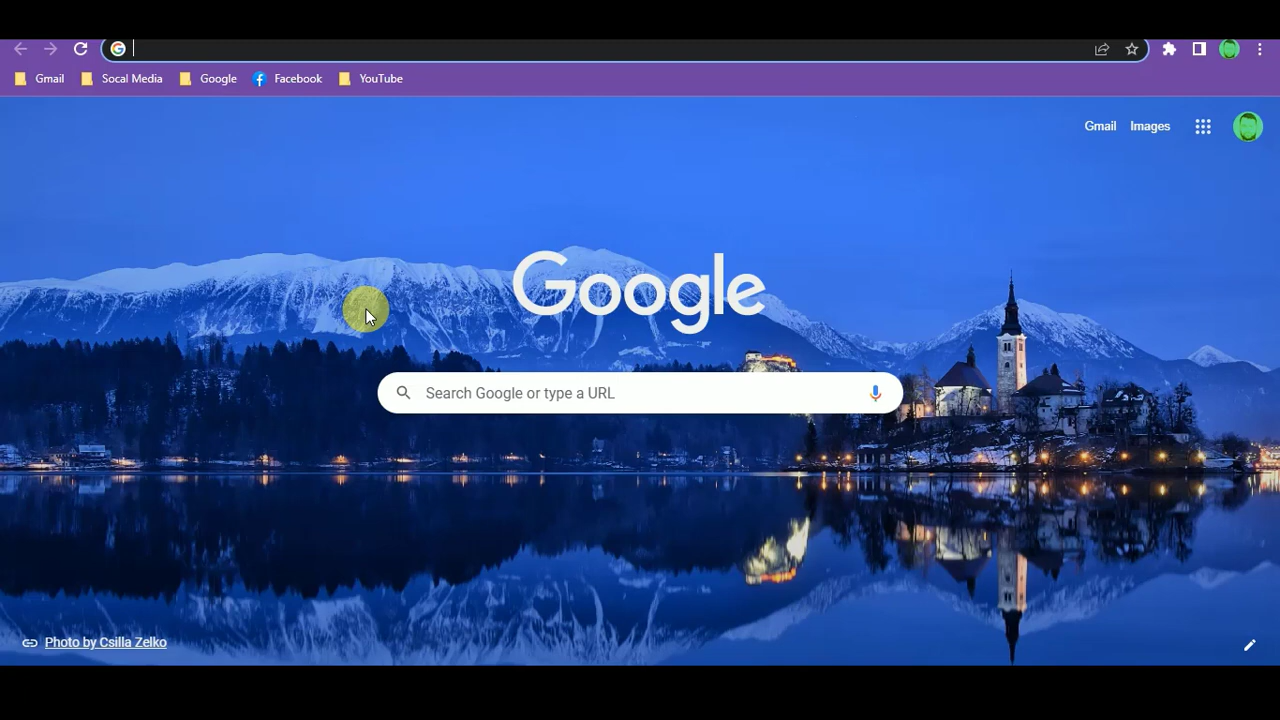 Gmail Socal Media Google Facebook YouTube
Gmail Images
Google
Search Google or type a URL
Photo by Csilla Zelko